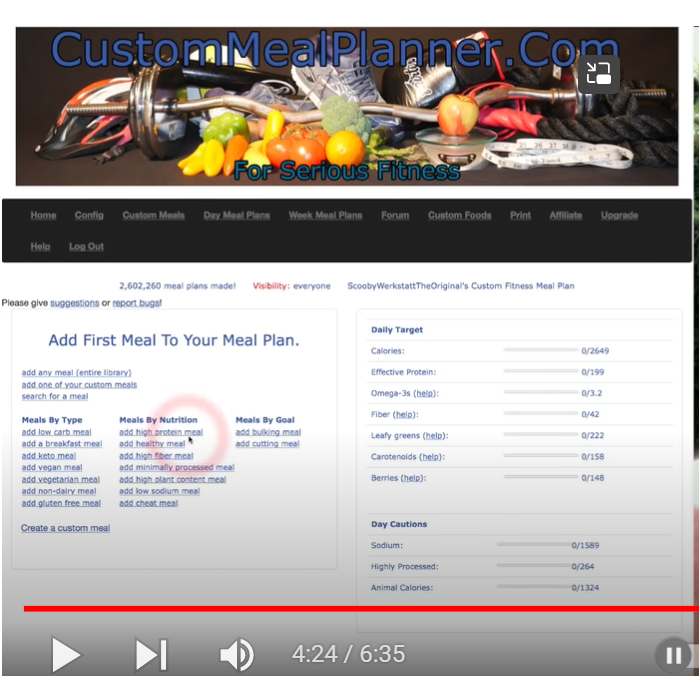 CustomMealPlanner.Com
For Serious Fitness
Home Config Custom Meals Day Meal Plans Week Meal Plans Forum Custom Foods Print Affiliate Upgrade
Help Log Out
2,602,260 meal plans made! Visibility: everyone ScoobyWerkstattTheOriginal's Custom Fitness Meal Plan
Please give suggestions or report bugs!
Add First Meal To Your Meal Plan.
add any meal (entire library)
add one of your custom meals
search for a meal
Meals By Type
add low carb meal
add a breakfast meal
add keto meal
add vegan meal
add vegetarian meal
add non-dairy meal
add gluten free meal
Meals By Nutrition
add high protein meal
add healthy meal
add high fiber meal
add minimally processed meal
add high plant content meal
add low sodium meal
add cheat meal
Meals By Goal
add bulking meal
add cutting meal
Create a custom meal
Daily Target
Calories: 0/2649
Effective Protein: 0/199
Omega-3s (help): 0/3.2
Fiber (help): 0/42
Leafy greens (help): 0/222
Carotenoids (help): 0/158
Berries (help): 0/148
Day Cautions
Sodium: 0/1589
Highly Processed: 0/264
Animal Calories: 0/1324
4:24 / 6:35